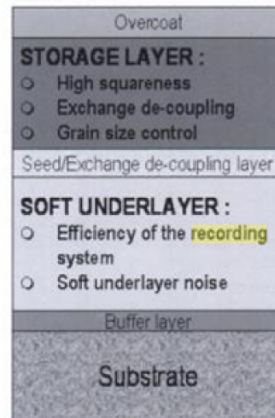 Overcoat
STORAGE LAYER :
○ High squareness
○ Exchange de-coupling
○ Grain size control
Seed/Exchange de-coupling layer
SOFT UNDERLAYER :
○ Efficiency of the recording
system
○ Soft underlayer noise
Buffer layer
Substrate